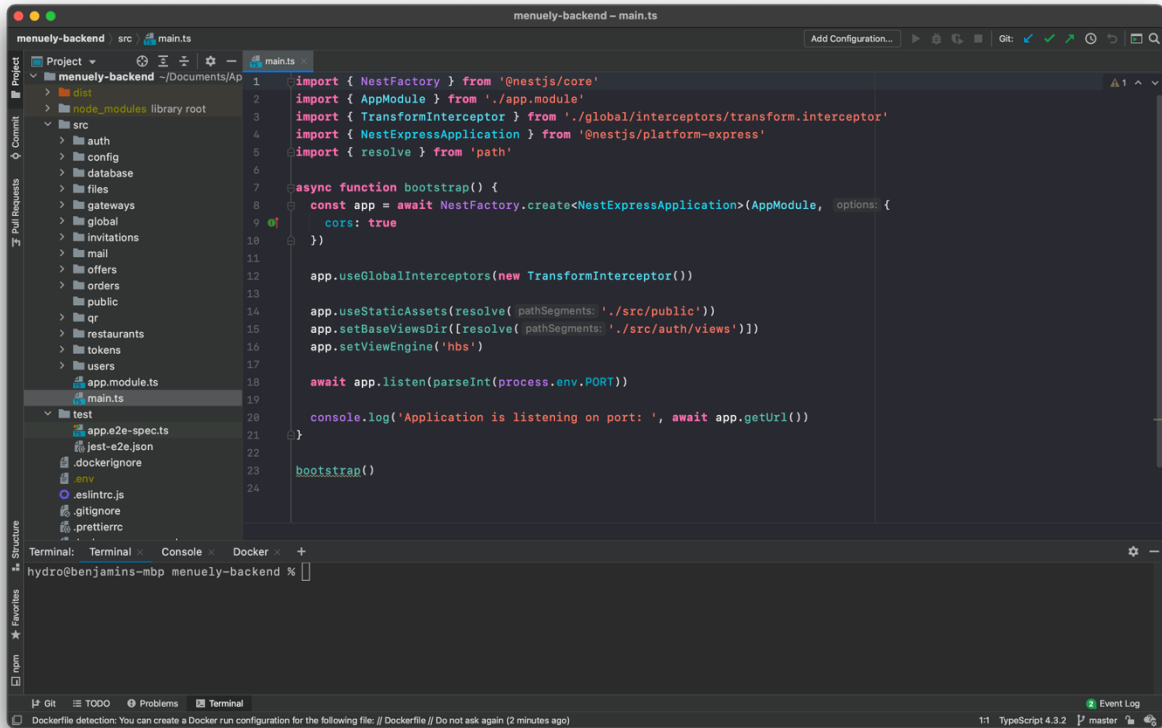 menuely-backend – main.ts
menuely-backend src main.ts
Add Configuration...
Git:
Project
main.ts
Project
Commit
Pull Requests
Structure
Favorites
npm
menuely-backend ~/Documents/Ap
dist
node_modules library root
src
auth
config
database
files
gateways
global
invitations
mail
offers
orders
public
qr
restaurants
tokens
users
app.module.ts
main.ts
test
app.e2e-spec.ts
jest-e2e.json
.dockerignore
.env
.eslintrc.js
.gitignore
.prettierrc
1 import { NestFactory } from '@nestjs/core'
2 import { AppModule } from './app.module'
3 import { TransformInterceptor } from './global/interceptors/transform.interceptor'
4 import { NestExpressApplication } from '@nestjs/platform-express'
5 import { resolve } from 'path'
6
7 async function bootstrap() {
8 const app = await NestFactory.create<NestExpressApplication>(AppModule, options: {
9 cors: true
10 })
11
12 app.useGlobalInterceptors(new TransformInterceptor())
13
14 app.useStaticAssets(resolve( pathSegments: './src/public'))
15 app.setBaseViewsDir([resolve( pathSegments: './src/auth/views')])
16 app.setViewEngine('hbs')
17
18 await app.listen(parseInt(process.env.PORT))
19
20 console.log('Application is listening on port: ', await app.getUrl())
21 }
22
23 bootstrap()
24
1
Terminal: Terminal Console Docker +
hydro@benjamins-mbp menuely-backend %
Git TODO Problems Terminal
2 Event Log
Dockerfile detection: You can create a Docker run configuration for the following file: // Dockerfile // Do not ask again (2 minutes ago)
1:1 TypeScript 4.3.2 master